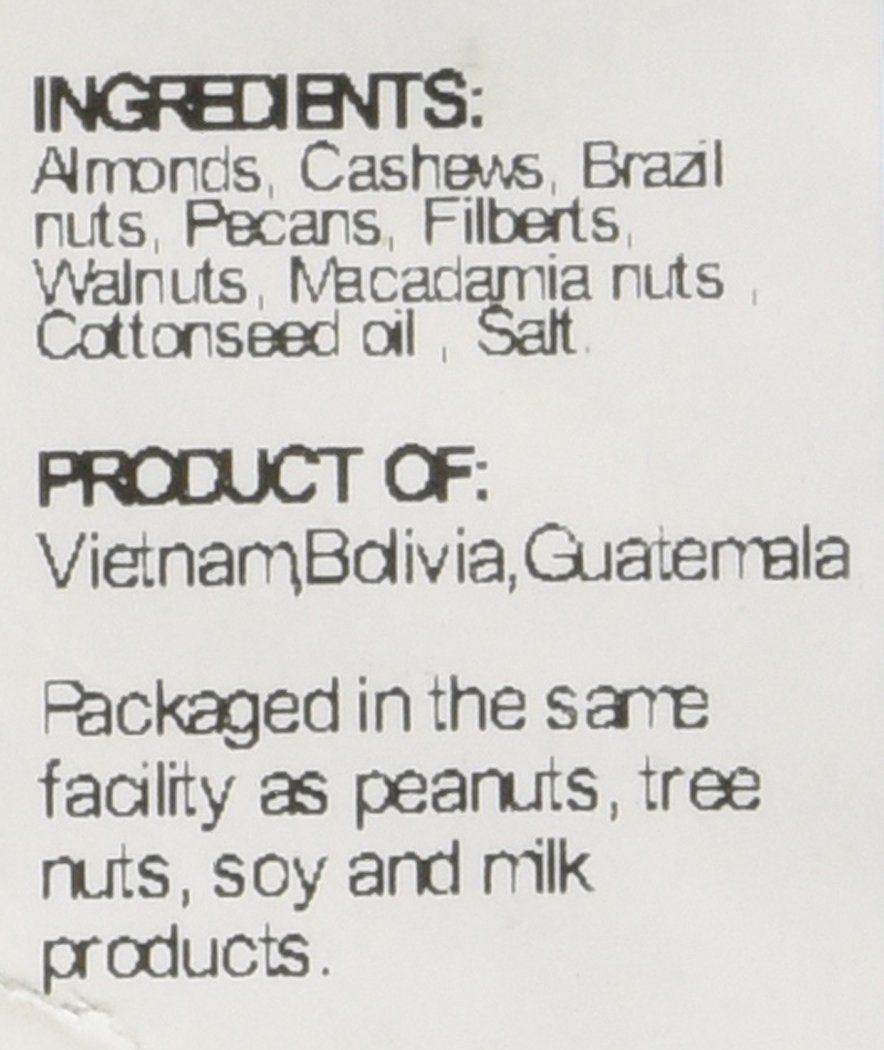 INGREDIENTS:
Almonds, Cashews, Brazil
nuts, Pecans, Filberts,
Walnuts, Macadamia nuts ,
Cottonseed oil , Salt.
PRODUCT OF:
Vietnam,Bolivia,Guatemala
Packaged in the same
facility as peanuts, tree
nuts, soy and milk
products.